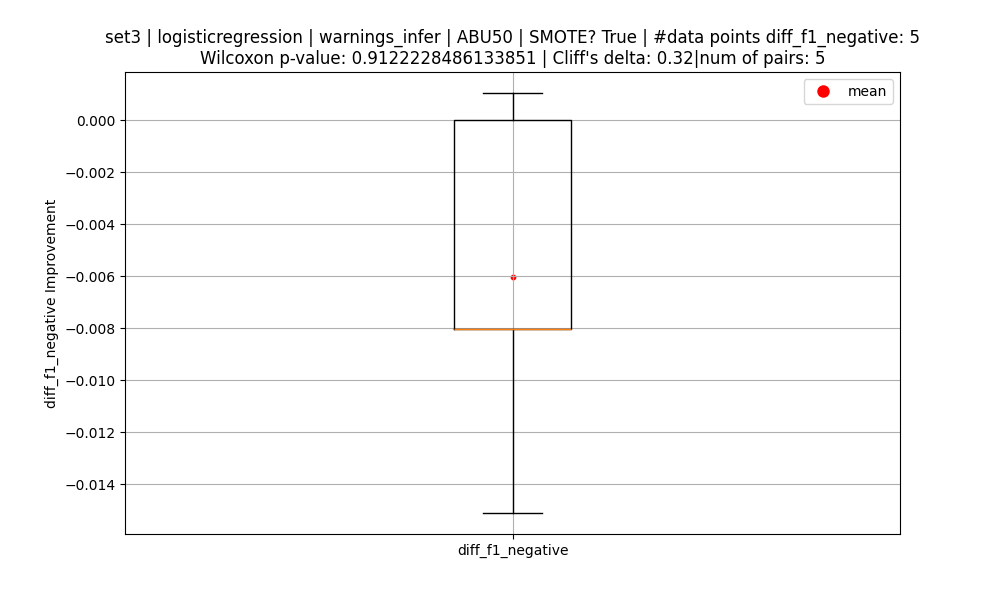 set3 | logisticregression | warnings_infer | ABU50 | SMOTE? True | #data points diff_f1_negative: 5
Wilcoxon p-value: 0.9122228486133851 | Cliff's delta: 0.32|num of pairs: 5
mean
0.000
−0.002
−0.004
−0.006
−0.008
−0.010
−0.012
−0.014
diff_f1_negative Improvement
diff_f1_negative